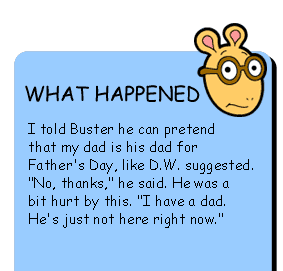 WHAT HAPPENED
I told Buster he can pretend
that my dad is his dad for
Father's Day, like D.W. suggested.
"No, thanks," he said. He was a
bit hurt by this. "I have a dad.
He's just not here right now."